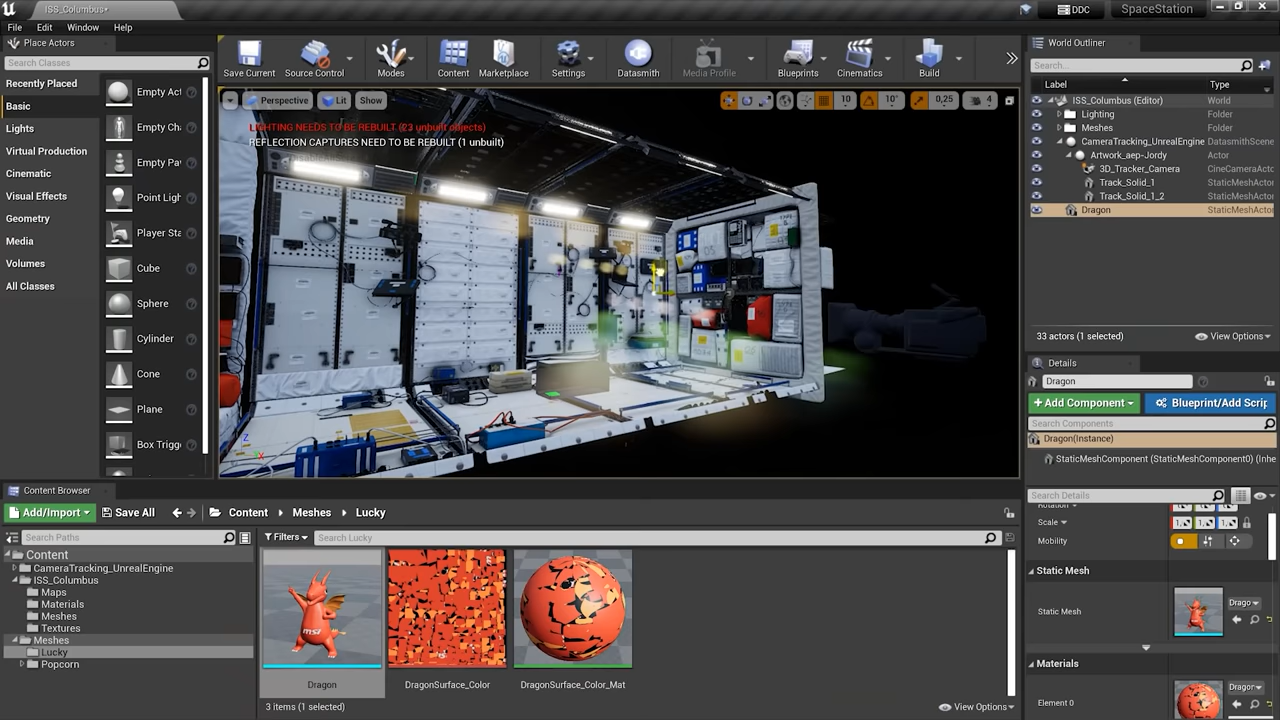 ISS_Columbus*
DDC
SpaceStation
File
Edit
Window
Help
Place Actors
Search Classes
Recently Placed
Basic
Lights
Virtual Production
Cinematic
Visual Effects
Geometry
Media
Volumes
All Classes
Empty Act
Empty Cha
Empty Pa
Point Ligh
Player Sta
Cube
Sphere
Cylinder
Cone
Plane
Box Trigge
Save Current
Source Control
Modes
Content
Marketplace
Settings
Datasmith
Media Profile
Blueprints
Cinematics
Build
Perspective
Lit
Show
10
10°
0,25
4
LIGHTING NEEDS TO BE REBUILT (23 unbuilt objects)
REFLECTION CAPTURES NEED TO BE REBUILT (1 unbuilt)
Z
X
World Outliner
Search...
Label
Type
ISS_Columbus (Editor)
World
Lighting
Folder
Meshes
Folder
CameraTracking_UnrealEngine
DatasmithScene
Artwork_aep-Jordy
Actor
3D_Tracker_Camera
CineCameraActo
Track_Solid_1
StaticMeshActor
Track_Solid_1_2
StaticMeshActor
Dragon
StaticMeshActor
33 actors (1 selected)
View Options
Details
Dragon
+ Add Component
Blueprint/Add Scrip
Search Components
Dragon(Instance)
StaticMeshComponent (StaticMeshComponent0) (Inhe
Search Details
Rotation
Scale
Mobility
Static Mesh
Static Mesh
Drago
Materials
Element 0
Dragor
Content Browser
Add/Import
Save All
Content
Meshes
Lucky
Search Paths
Filters
Search Lucky
Content
CameraTracking_UnrealEngine
ISS_Columbus
Maps
Materials
Meshes
Textures
Meshes
Lucky
Popcorn
msi
Dragon
DragonSurface_Color
DragonSurface_Color_Mat
3 items (1 selected)
View Options